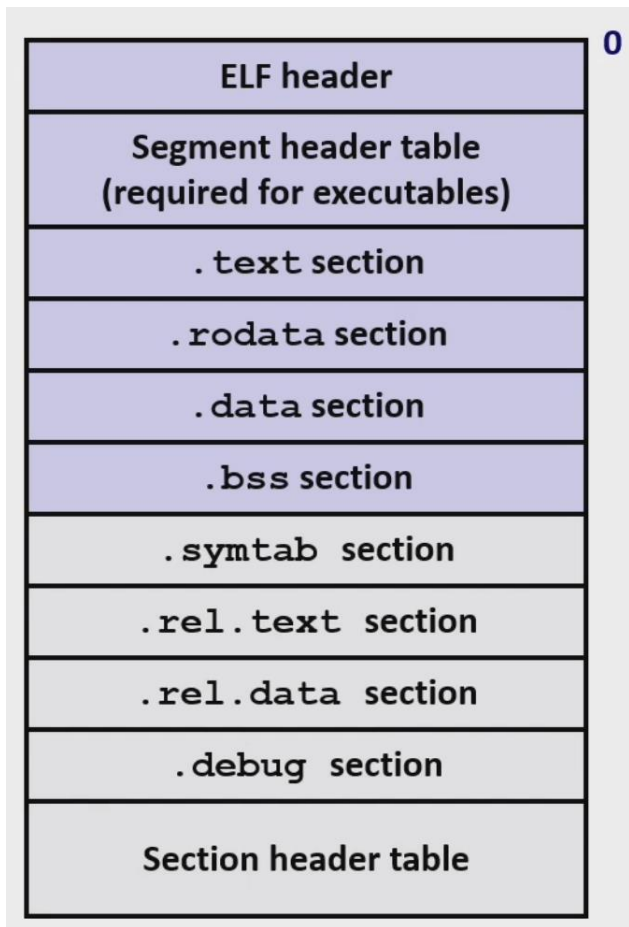 0
ELF header
Segment header table
(required for executables)
.text section
.rodata section
.data section
.bss section
.symtab section
.rel.text section
.rel.data section
.debug section
Section header table